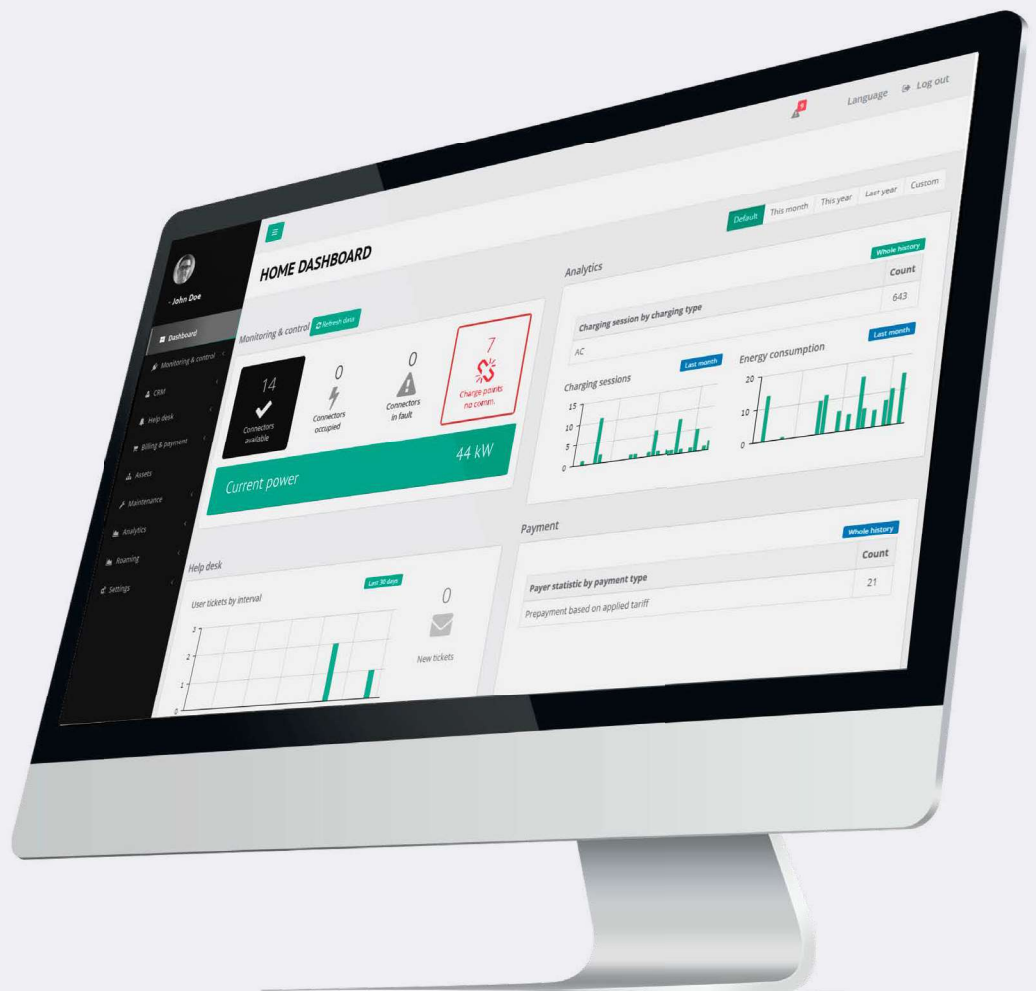 9
Language
Log out
- John Doe
Dashboard
Monitoring & control
CRM
Help desk
Billing & payment
Assets
Maintenance
Analytics
Roaming
Settings
HOME DASHBOARD
Default
This month
This year
Last year
Custom
Monitoring & control
Refresh data
14
Connectors
available
0
Connectors
occupied
0
Connectors
in fault
7
Charge points
no comm.
Current power
44 kW
Analytics
Whole history
Charging session by charging type
Count
AC
643
Charging sessions
Last month
15
10
5
0
Energy consumption
Last month
20
10
0
Help desk
User tickets by interval
Last 30 days
3
2
1
0
0
New tickets
Payment
Whole history
Payer statistic by payment type
Count
Prepayment based on applied tariff
21